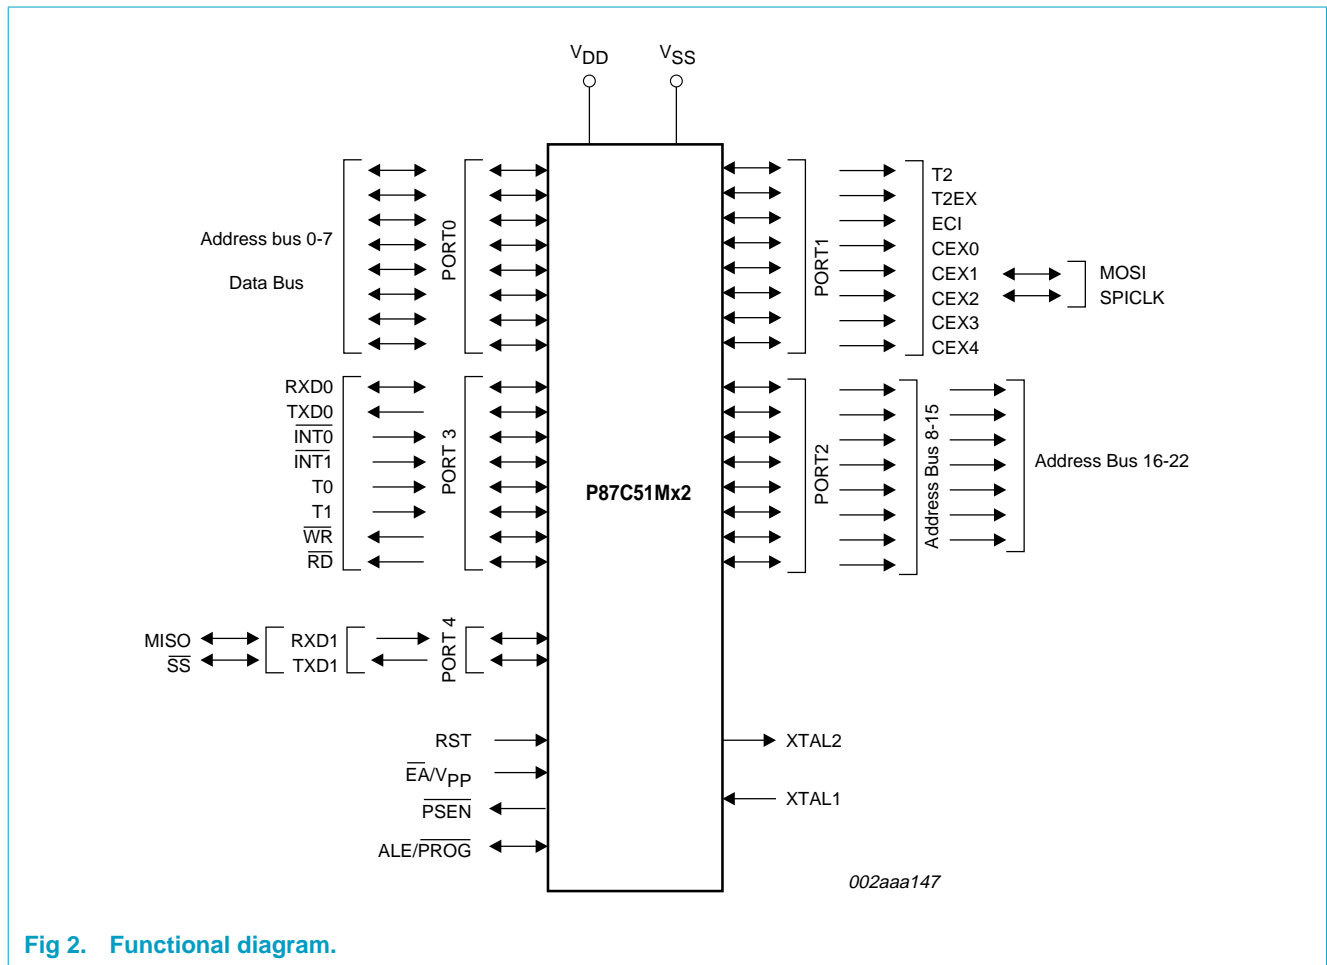 VDD
VSS
Address bus 0-7
Data Bus
PORT0
PORT1
T2
T2EX
ECI
CEX0
CEX1
CEX2
CEX3
CEX4
MOSI
SPICLK
RXD0
TXD0
INT0
INT1
T0
T1
WR
RD
PORT 3
P87C51Mx2
PORT2
Address Bus 8-15
Address Bus 16-22
MISO
SS
RXD1
TXD1
PORT 4
RST
EA/VPP
PSEN
ALE/PROG
XTAL2
XTAL1
002aaa147
Fig 2. Functional diagram.